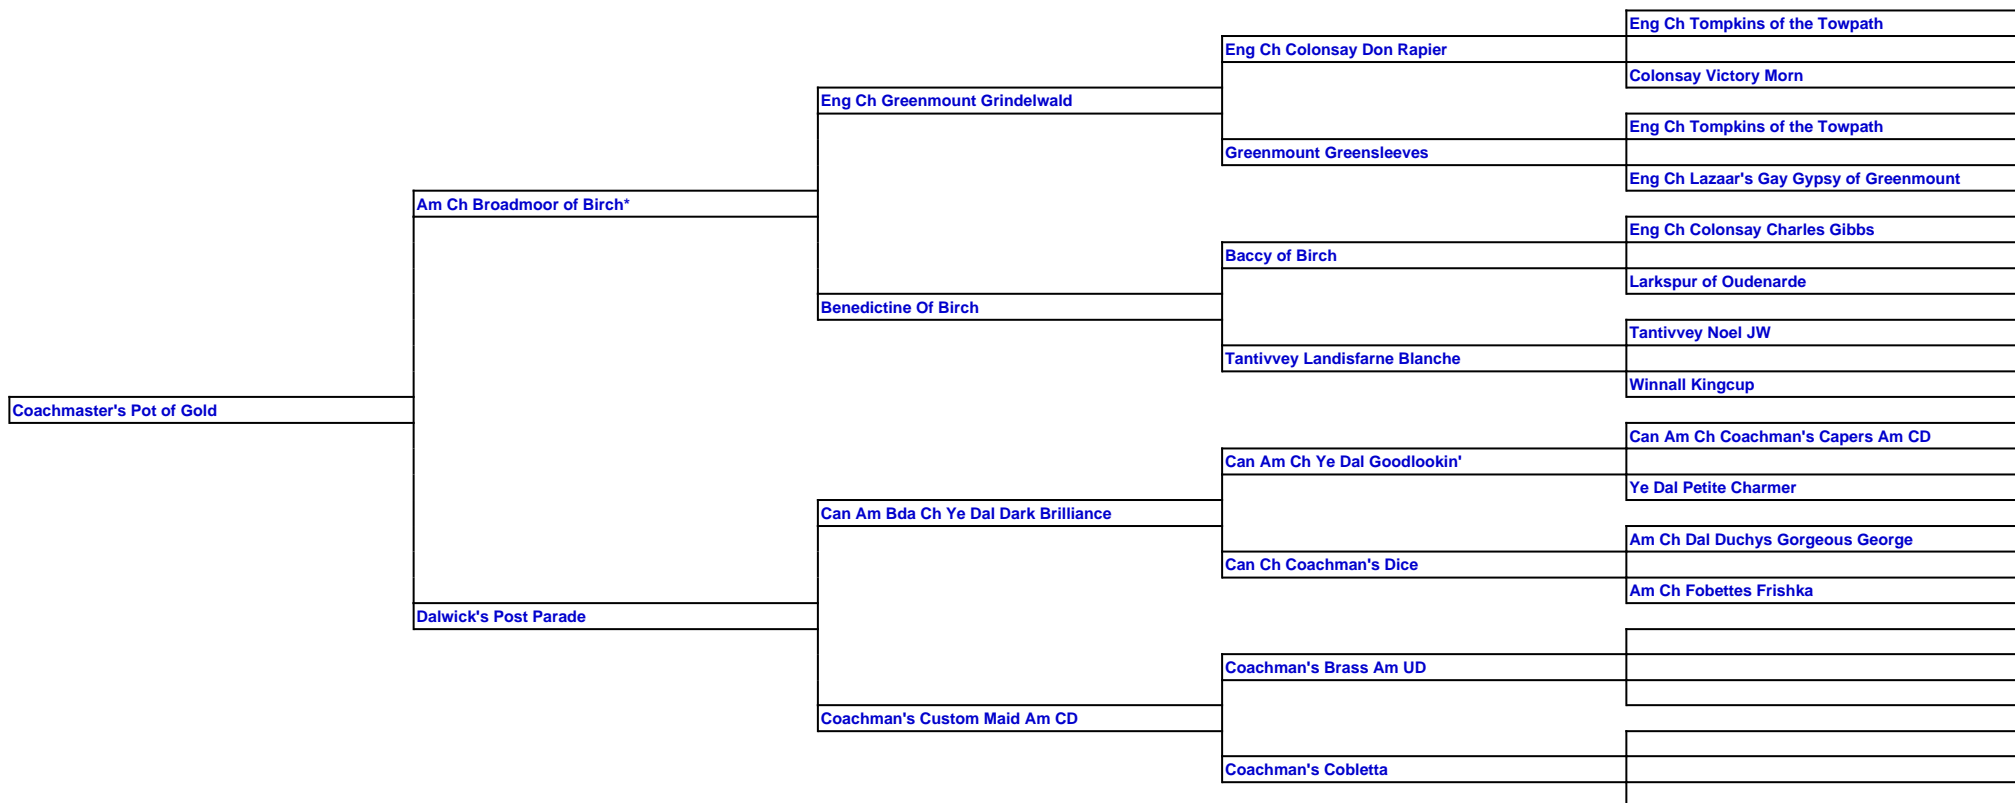 Eng Ch Tompkins of the Towpath
Eng Ch Colonsay Don Rapier
Colonsay Victory Morn
Eng Ch Greenmount Grindelwald
Eng Ch Tompkins of the Towpath
Greenmount Greensleeves
Eng Ch Lazaar's Gay Gypsy of Greenmount
Am Ch Broadmoor of Birch*
Eng Ch Colonsay Charles Gibbs
Baccy of Birch
Larkspur of Oudenarde
Benedictine Of Birch
Tantivvey Noel JW
Tantivvey Landisfarne Blanche
Winnall Kingcup
Coachmaster's Pot of Gold
Can Am Ch Coachman's Capers Am CD
Can Am Ch Ye Dal Goodlookin'
Ye Dal Petite Charmer
Can Am Bda Ch Ye Dal Dark Brilliance
Am Ch Dal Duchys Gorgeous George
Can Ch Coachman's Dice
Am Ch Fobettes Frishka
Dalwick's Post Parade
Coachman's Brass Am UD
Coachman's Custom Maid Am CD
Coachman's Cobletta